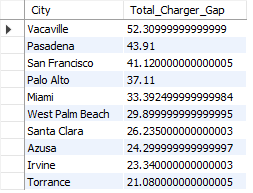 City Total_Charger_Gap
Vacaville 52.30999999999999
Pasadena 43.91
San Francisco 41.120000000000005
Palo Alto 37.11
Miami 33.392499999999984
West Palm Beach 29.899999999999995
Santa Clara 26.235000000000003
Azusa 24.299999999999997
Irvine 23.340000000000003
Torrance 21.080000000000005